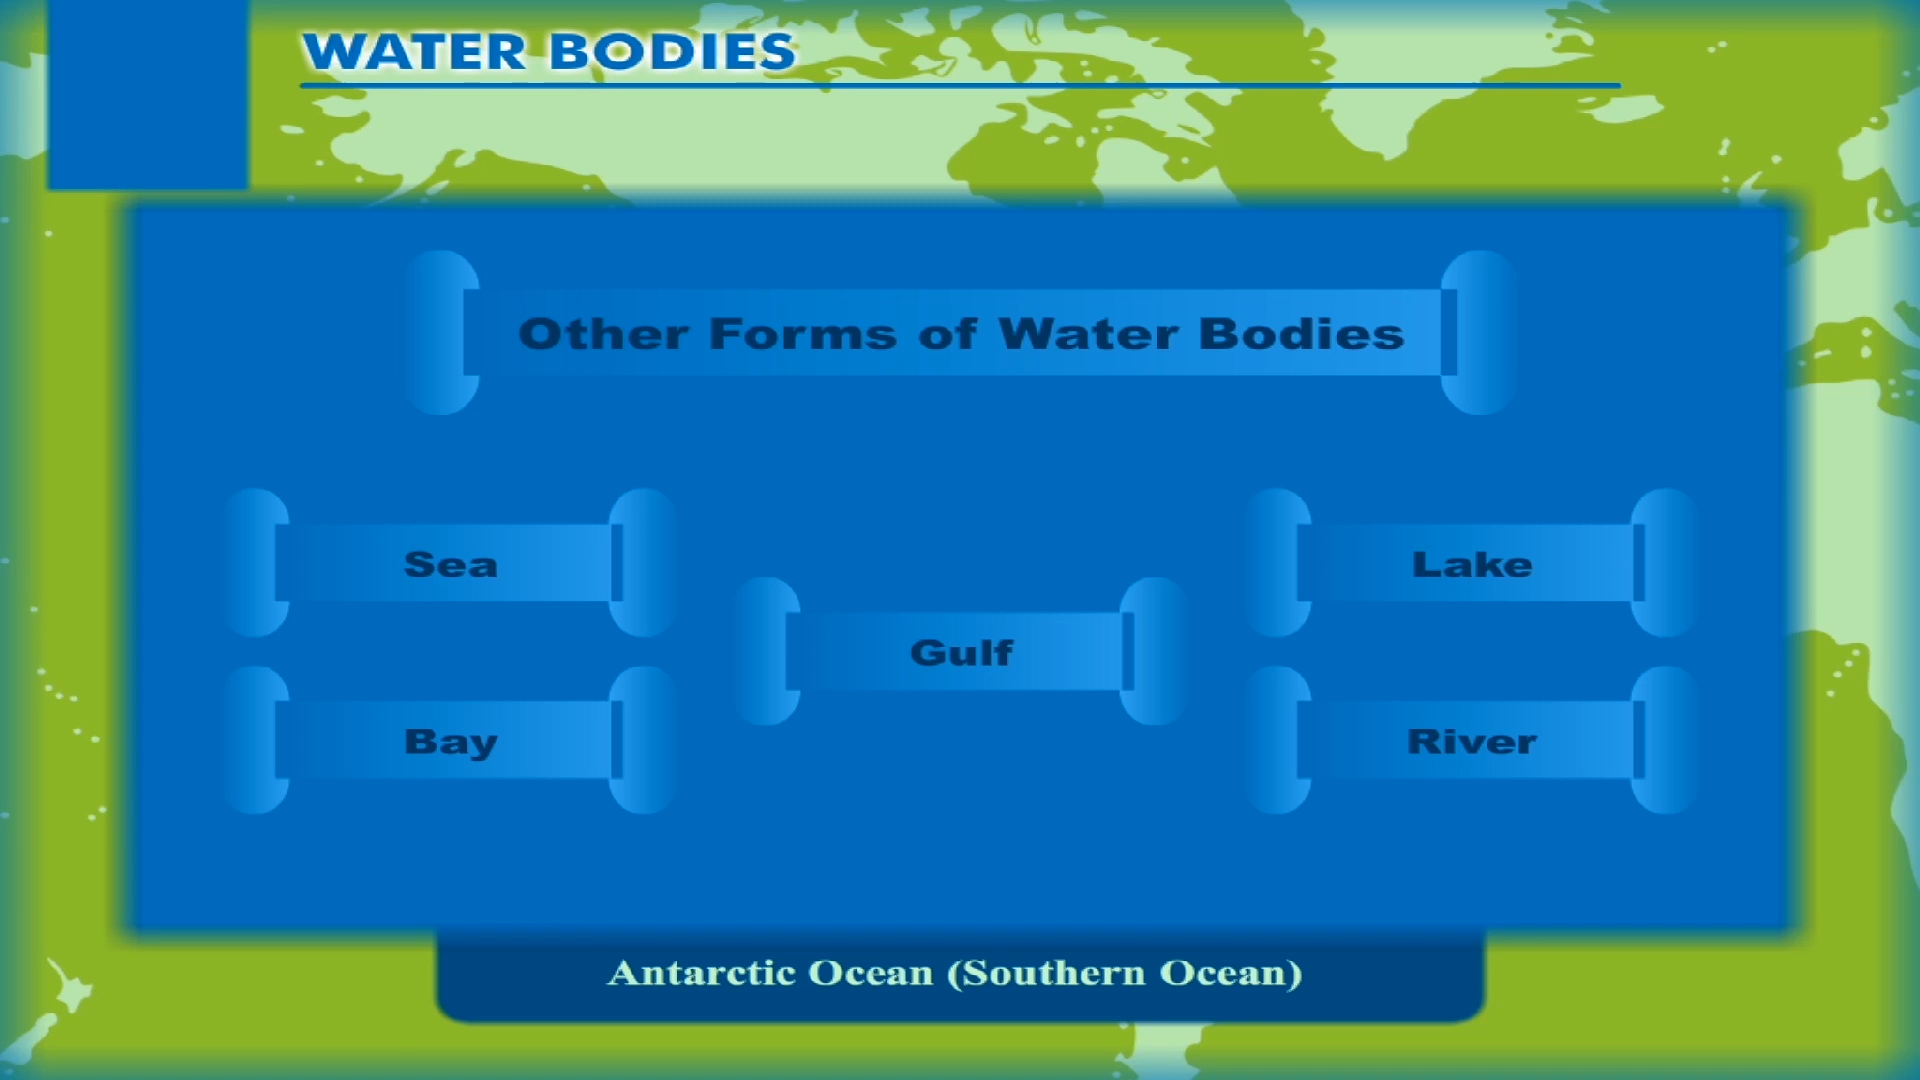 WATER BODIES
Other Forms of Water Bodies
Sea
Lake
Gulf
Bay
River
Antarctic Ocean (Southern Ocean)